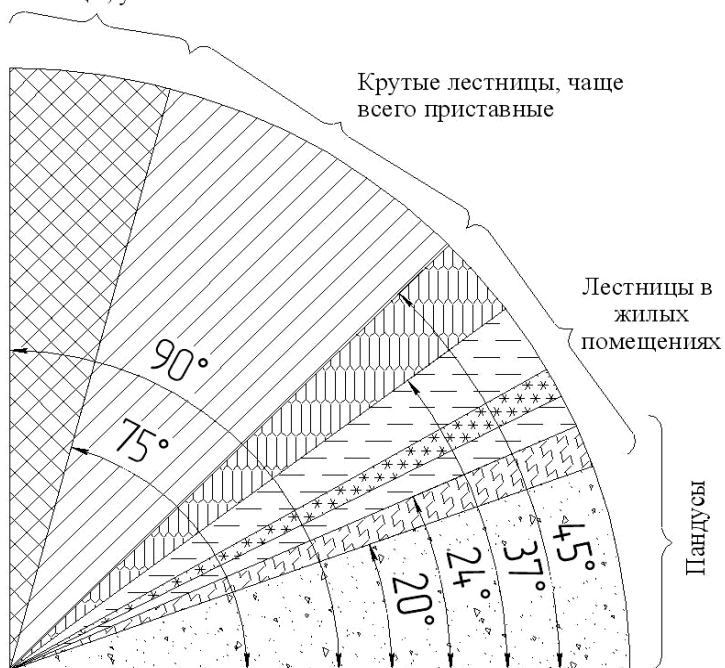 Крутые лестницы, чаще
всего приставные
Лестницы в
жилых
помещениях
90°
75°
45°
37°
24°
20°
Пандусы